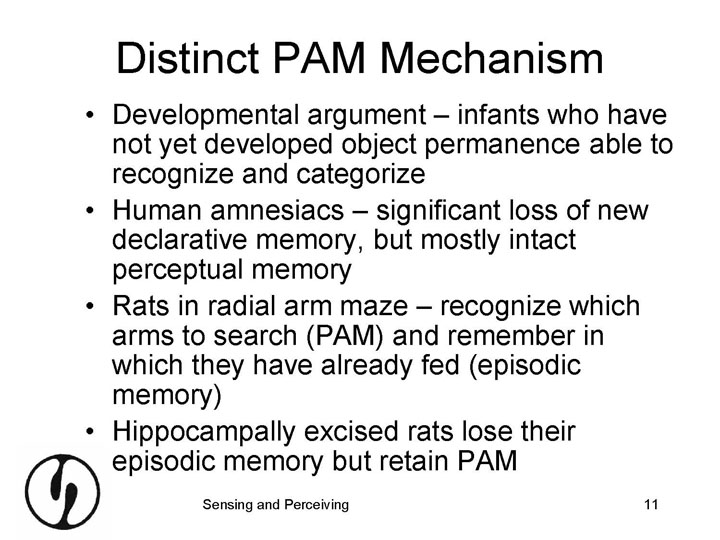 Distinct PAM Mechanism
• Developmental argument – infants who have
not yet developed object permanence able to
recognize and categorize
• Human amnesiacs – significant loss of new
declarative memory, but mostly intact
perceptual memory
• Rats in radial arm maze – recognize which
arms to search (PAM) and remember in
which they have already fed (episodic
memory)
• Hippocampally excised rats lose their
episodic memory but retain PAM
Sensing and Perceiving
11